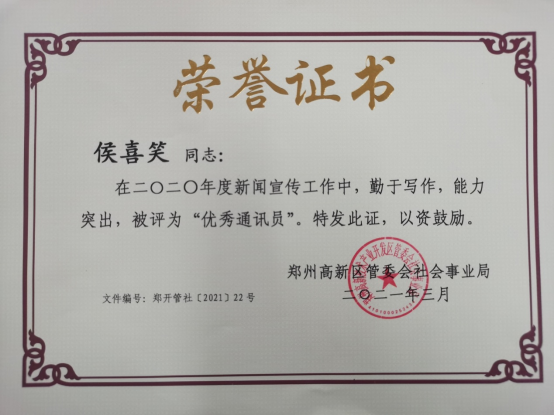 荣誉证书
侯喜笑 同志：
在二〇二〇年度新闻宣传工作中，勤于写作，能力
突出，被评为“优秀通讯员”。特发此证，以资鼓励。
郑州高新区管委会社会事业局
文件编号：郑开管社〔2021〕22号
二〇二一年三月